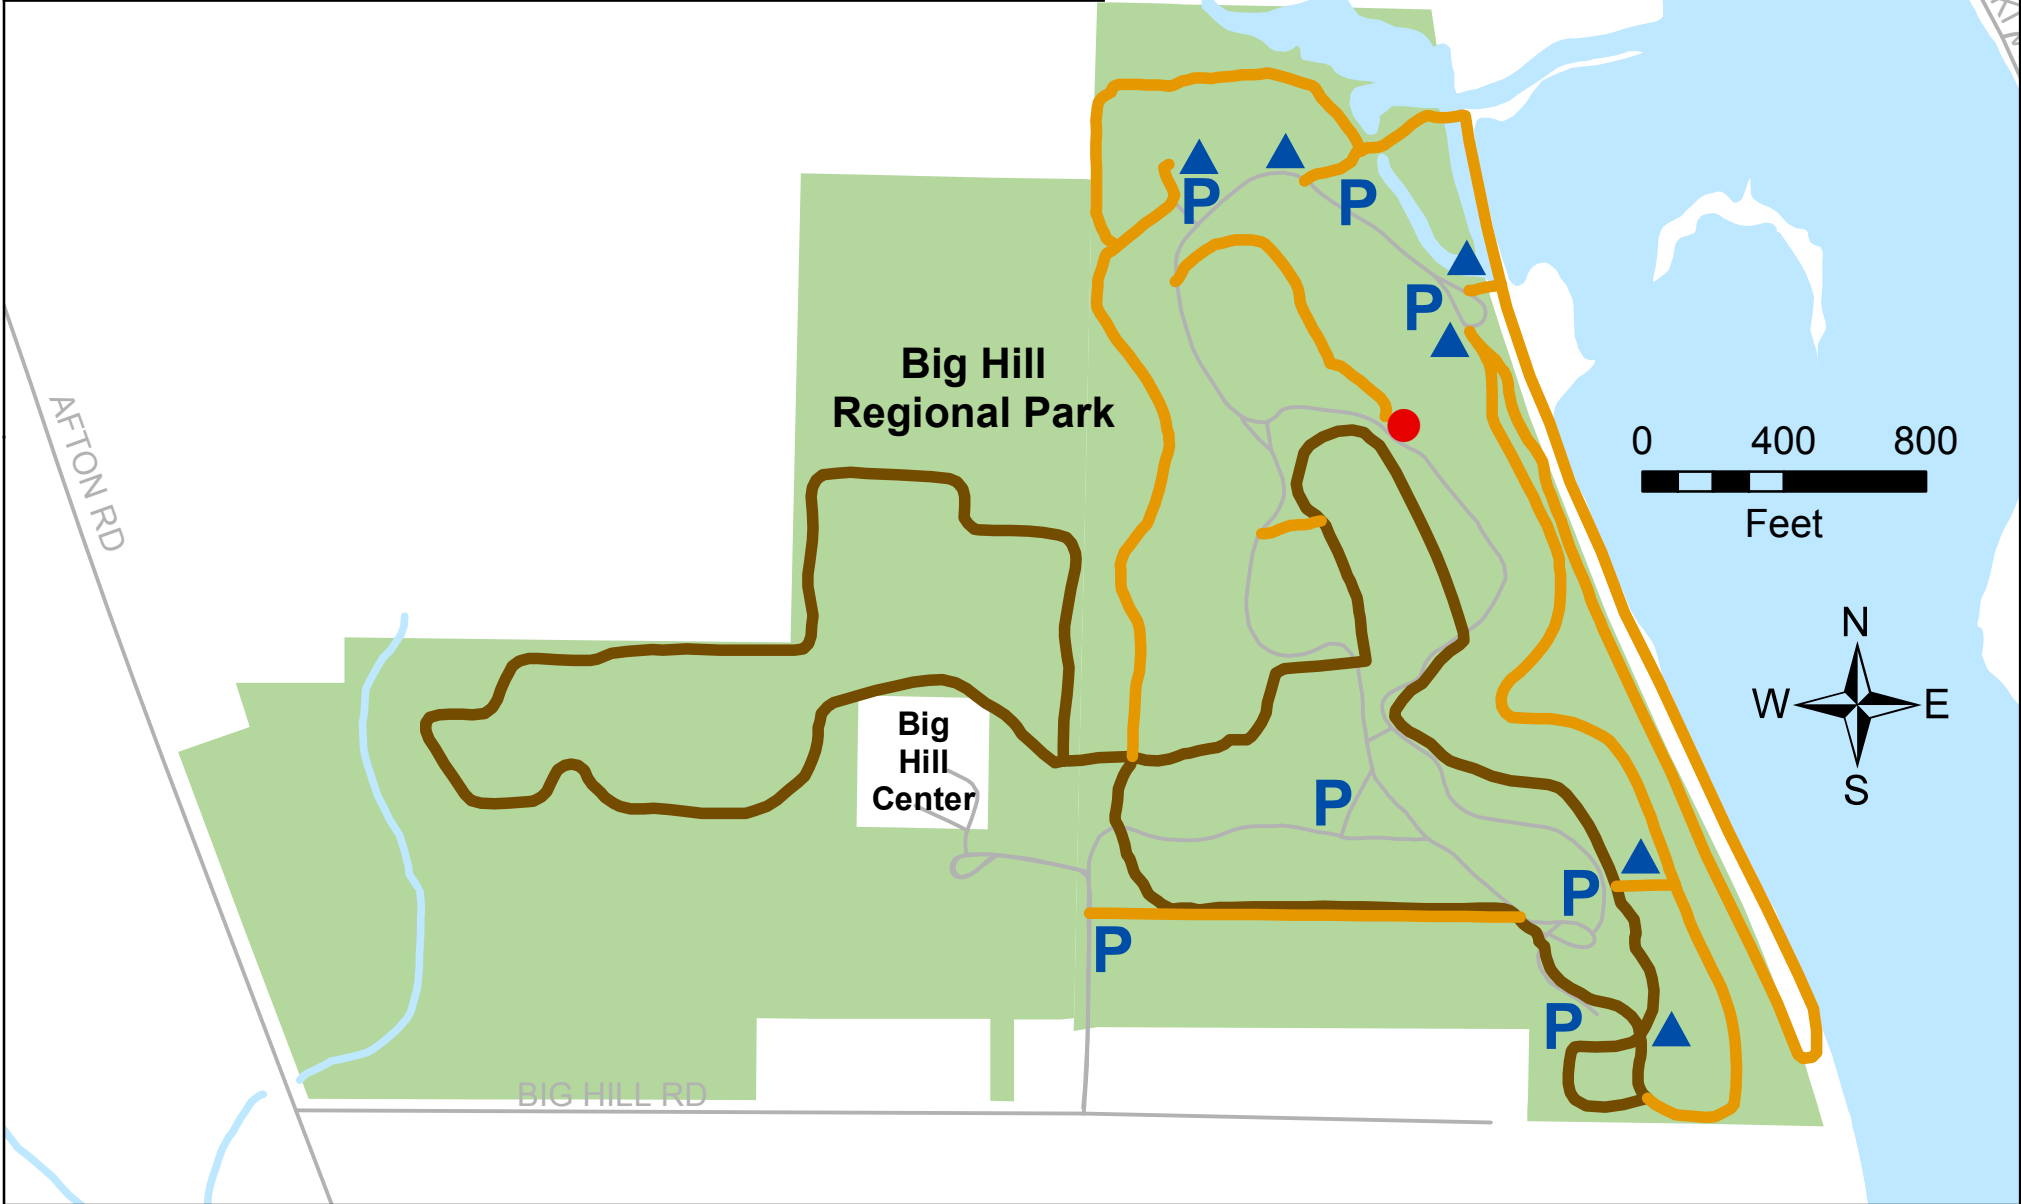 P
P
P
Big Hill
Regional Park
AFTON RD
0 400 800
Feet
N
W E
S
Big
Hill
Center
P
P
P
P
BIG HILL RD